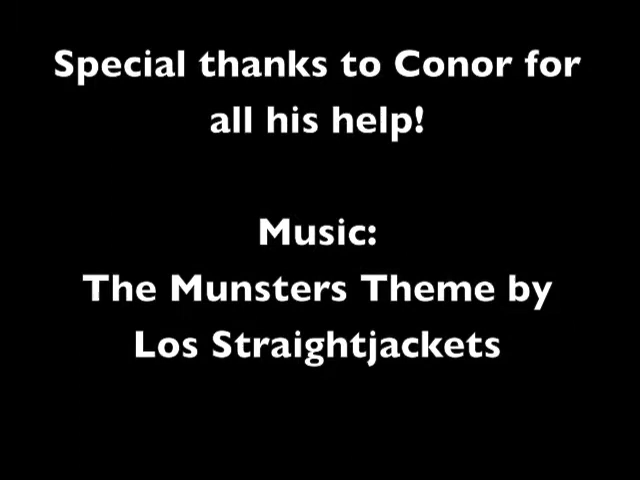 Special thanks to Conor for
all his help!
Music:
The Munsters Theme by
Los Straightjackets